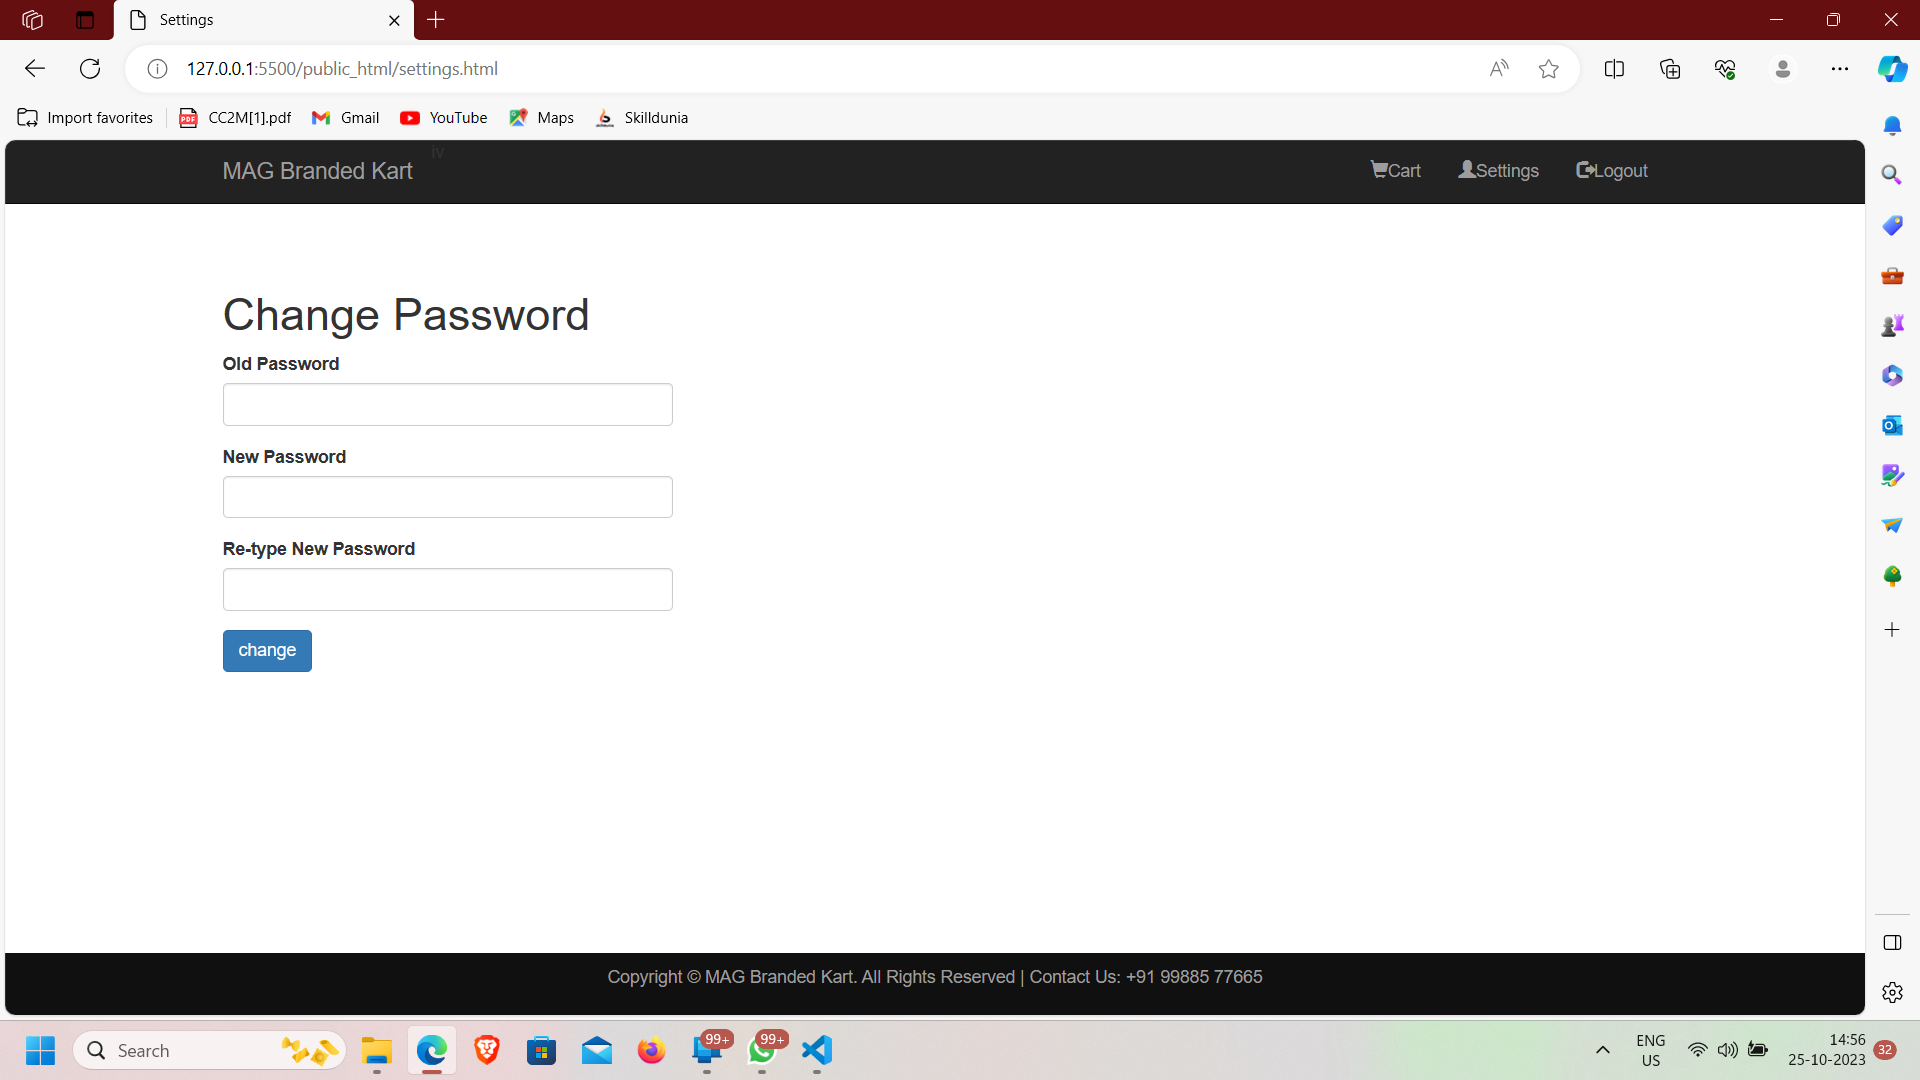 Settings
127.0.0.1:5500/public_html/settings.html
Import favorites CC2M[1].pdf Gmail YouTube Maps Skilldunia
iv
MAG Branded Kart Cart Settings Logout
Change Password
Old Password
New Password
Re-type New Password
change
Copyright © MAG Branded Kart. All Rights Reserved | Contact Us: +91 99885 77665
Search 99+ 99+ ENG 14:56
US 25-10-2023 32